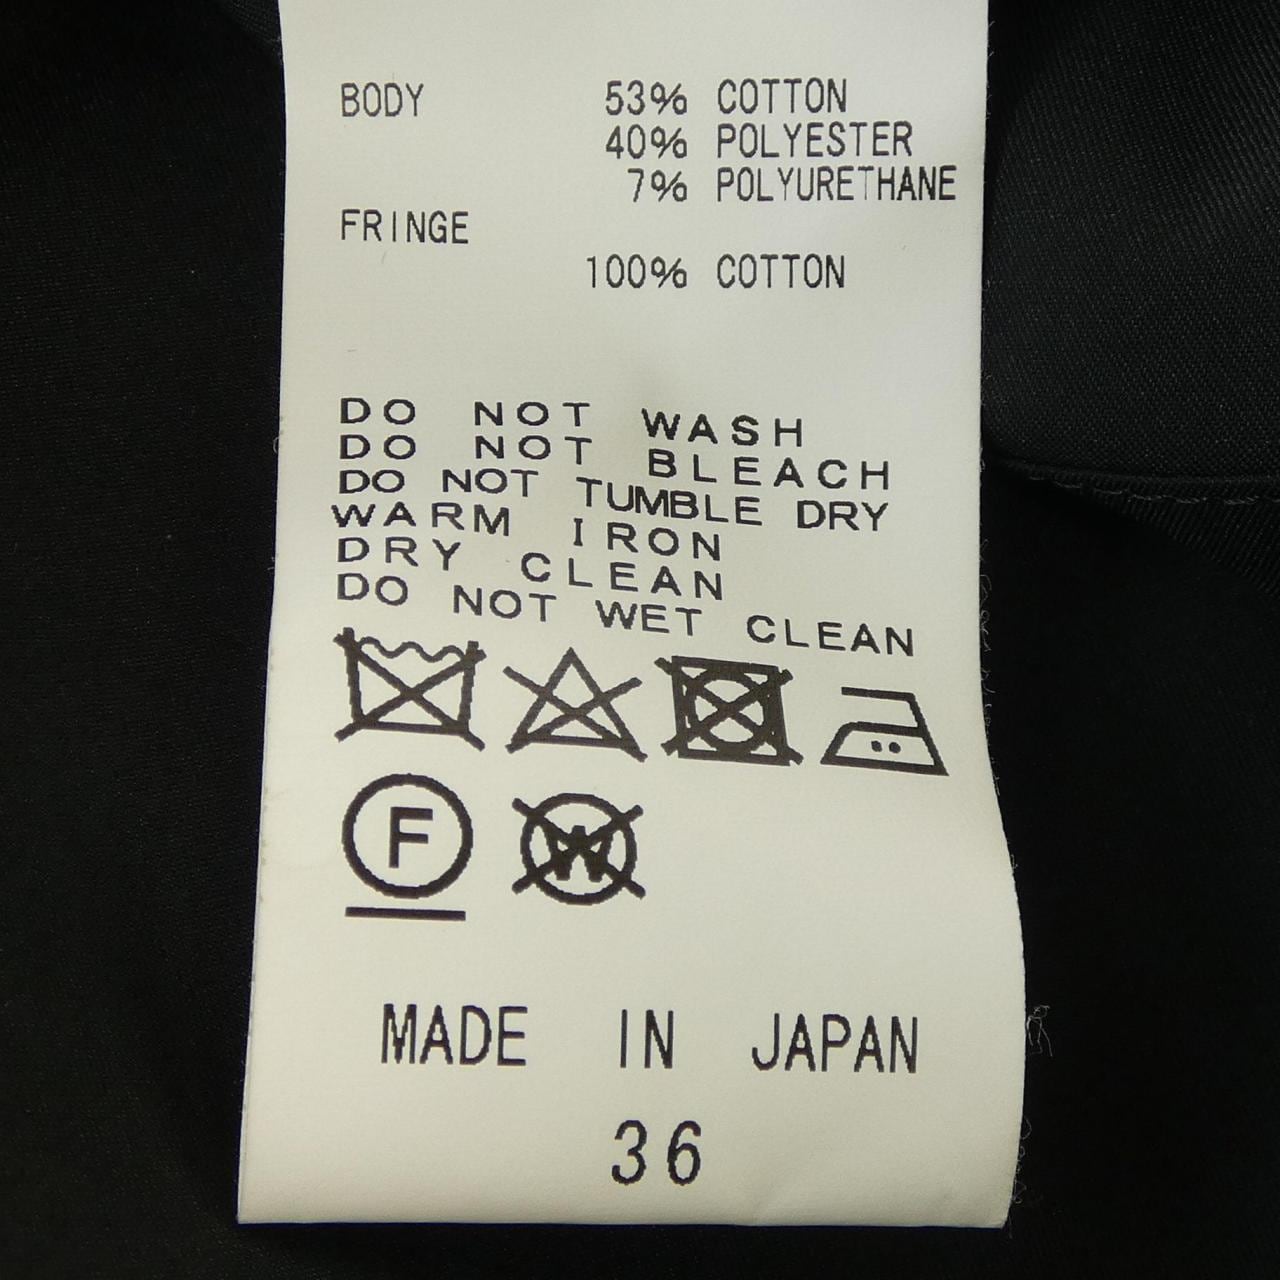 BODY 53% COTTON
40% POLYESTER
7% POLYURETHANE
FRINGE
100% COTTON
DO NOT WASH
DO NOT BLEACH
DO NOT TUMBLE DRY
WARM IRON
DRY CLEAN
DO NOT WET CLEAN
F W
MADE IN JAPAN
36